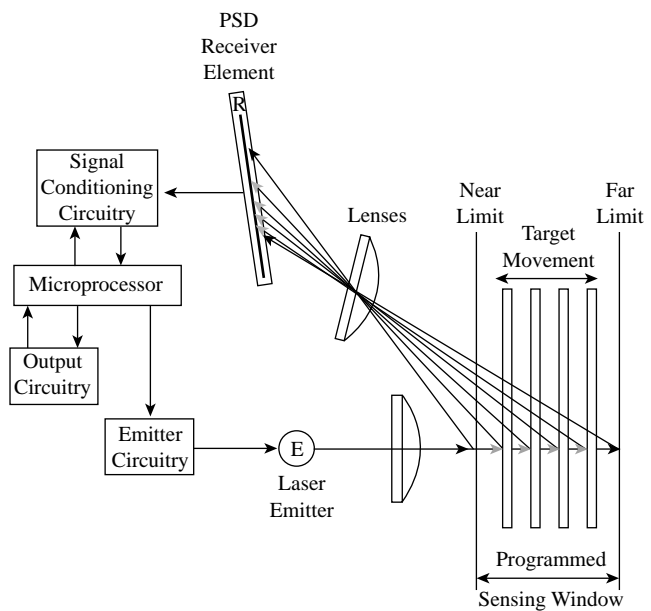 PSD
Receiver
Element
R
Signal
Conditioning
Circuitry
Near
Limit
Far
Limit
Lenses
Target
Movement
Microprocessor
Output
Circuitry
Emitter
Circuitry
E
Laser
Emitter
Programmed
Sensing Window